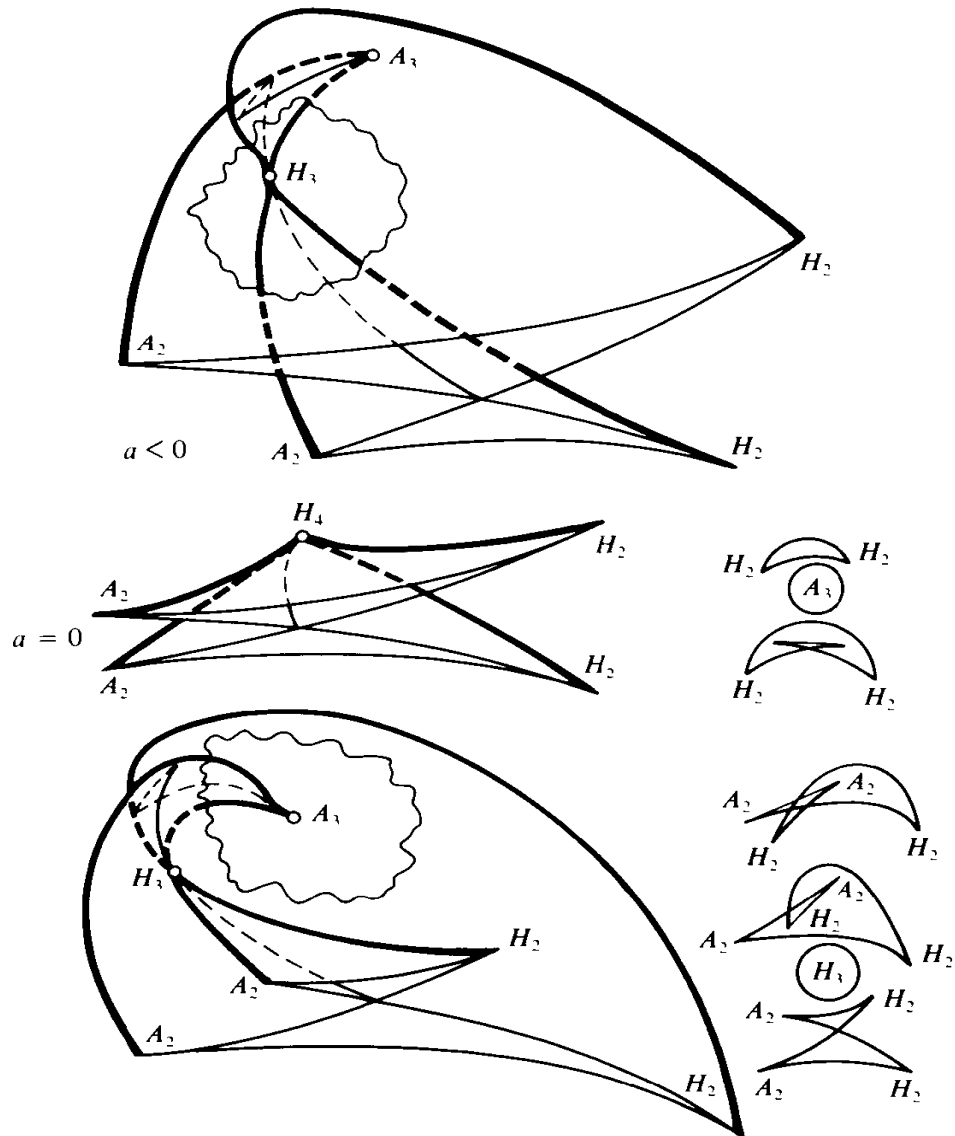 A₃
H₃
H₂
A₂
A₂
H₂
a < 0
H₄
A₂
H₂
a = 0
A₂
H₂
H₂ H₂
A₃
H₂ H₂
A₃
H₃
H₂
A₂
A₂
H₂
A₂ A₂
H₂ H₂
A₂
A₂ H₂
H₂
H₃
A₂ H₂
A₂ H₂